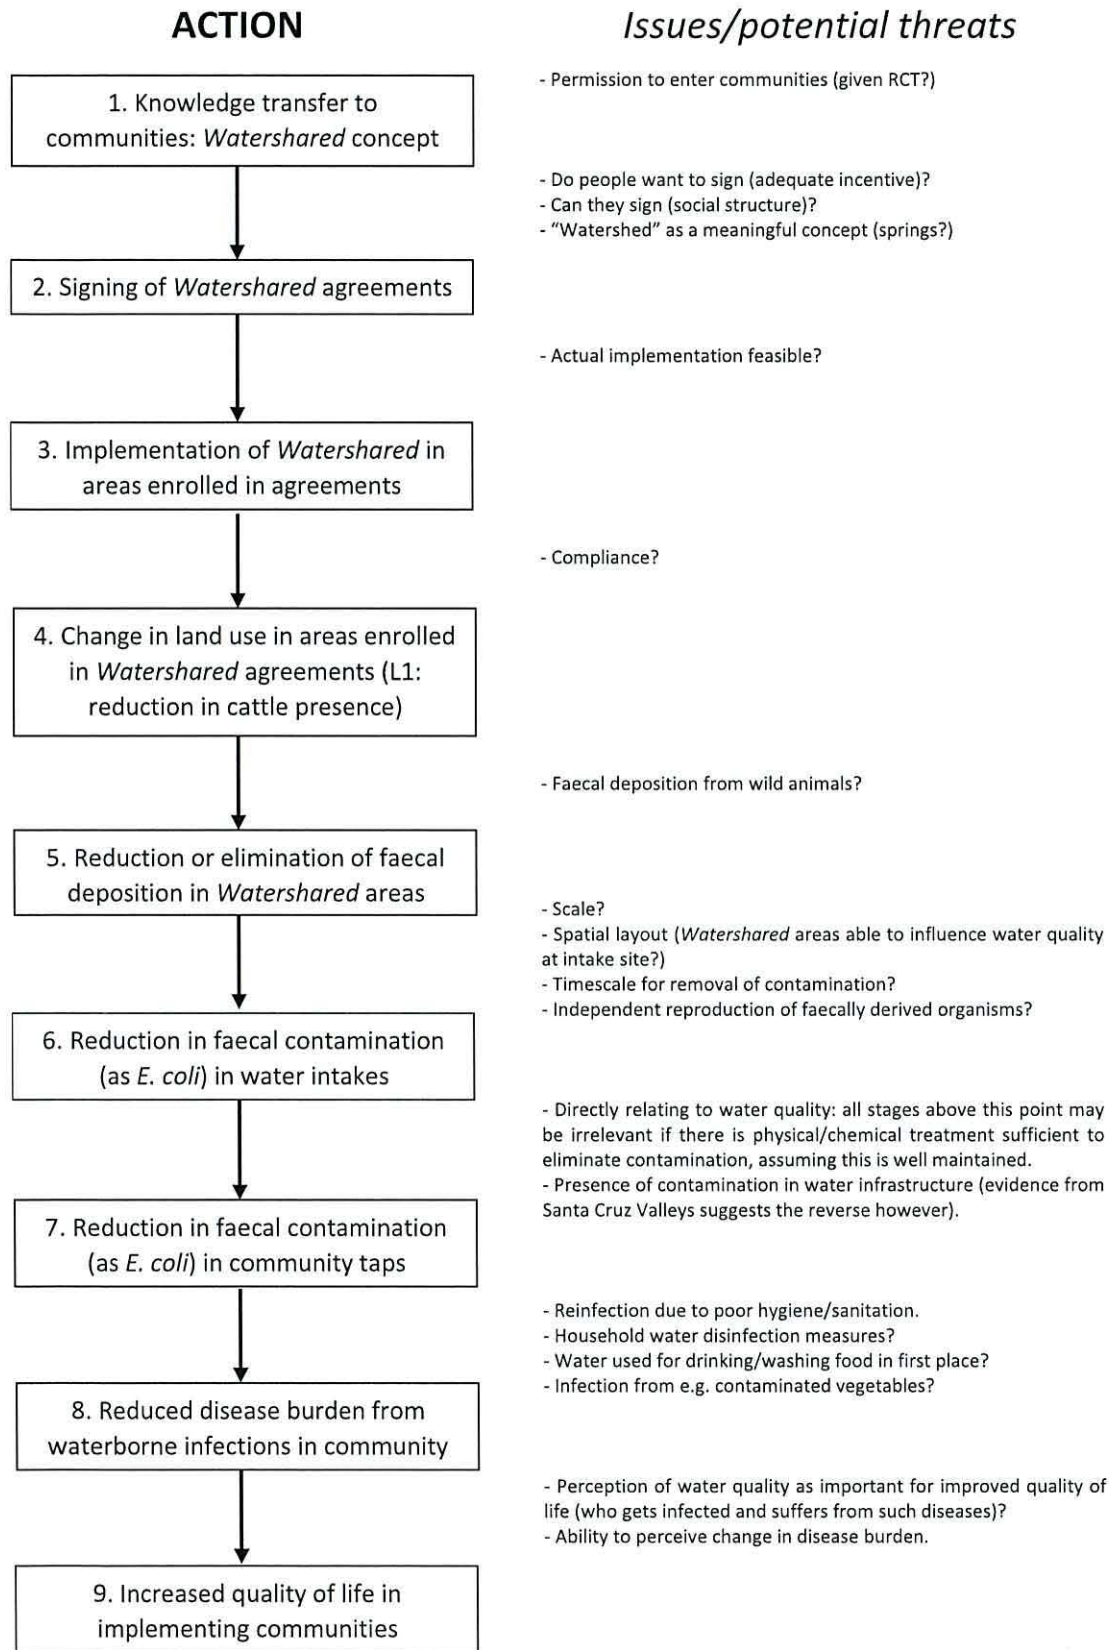 ACTION
Issues/potential threats
- Permission to enter communities (given RCT?)
1. Knowledge transfer to
communities: Watershared concept
- Do people want to sign (adequate incentive)?
- Can they sign (social structure)?
- “Watershed” as a meaningful concept (springs?)
2. Signing of Watershared agreements
- Actual implementation feasible?
3. Implementation of Watershared in
areas enrolled in agreements
- Compliance?
4. Change in land use in areas enrolled
in Watershared agreements (L1:
reduction in cattle presence)
- Faecal deposition from wild animals?
5. Reduction or elimination of faecal
deposition in Watershared areas
- Scale?
- Spatial layout (Watershared areas able to influence water quality
at intake site?)
- Timescale for removal of contamination?
- Independent reproduction of faecally derived organisms?
6. Reduction in faecal contamination
(as E. coli) in water intakes
- Directly relating to water quality: all stages above this point may
be irrelevant if there is physical/chemical treatment sufficient to
eliminate contamination, assuming this is well maintained.
- Presence of contamination in water infrastructure (evidence from
Santa Cruz Valleys suggests the reverse however).
7. Reduction in faecal contamination
(as E. coli) in community taps
- Reinfection due to poor hygiene/sanitation.
- Household water disinfection measures?
- Water used for drinking/washing food in first place?
- Infection from e.g. contaminated vegetables?
8. Reduced disease burden from
waterborne infections in community
- Perception of water quality as important for improved quality of
life (who gets infected and suffers from such diseases)?
- Ability to perceive change in disease burden.
9. Increased quality of life in
implementing communities